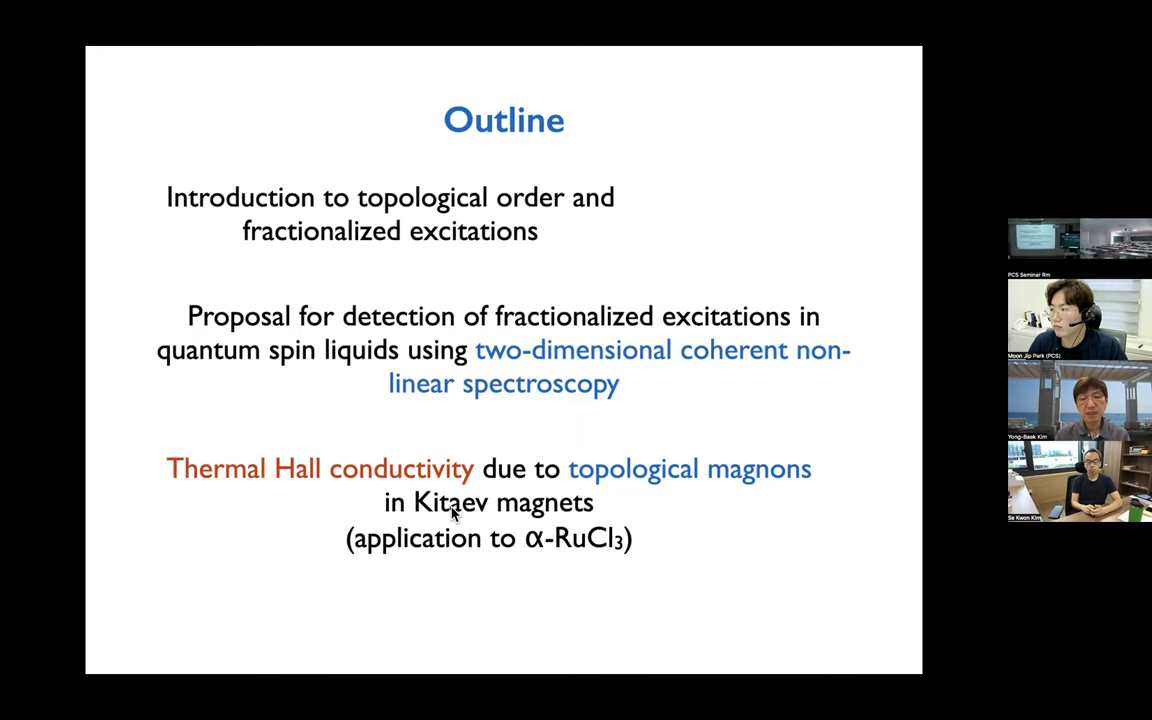 Outline
Introduction to topological order and
fractionalized excitations
Proposal for detection of fractionalized excitations in
quantum spin liquids using two-dimensional coherent non-
linear spectroscopy
Thermal Hall conductivity due to topological magnons
in Kitaev magnets
(application to α-RuCl₃)
PCS Seminar Rm
Moon Jip Park (PCS)
Yong-Baek Kim
Se Kwon Kim